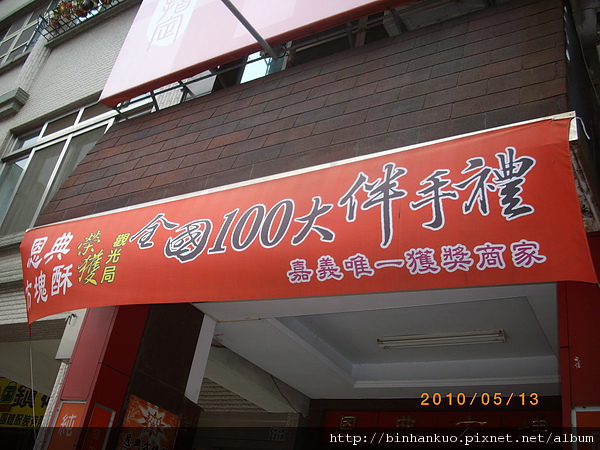 恩典
方塊酥
榮獲
觀光局
全國100大伴手禮
嘉義唯一獲獎商家
純
2010/05/13
http://binhankuo.pixnet.net/album